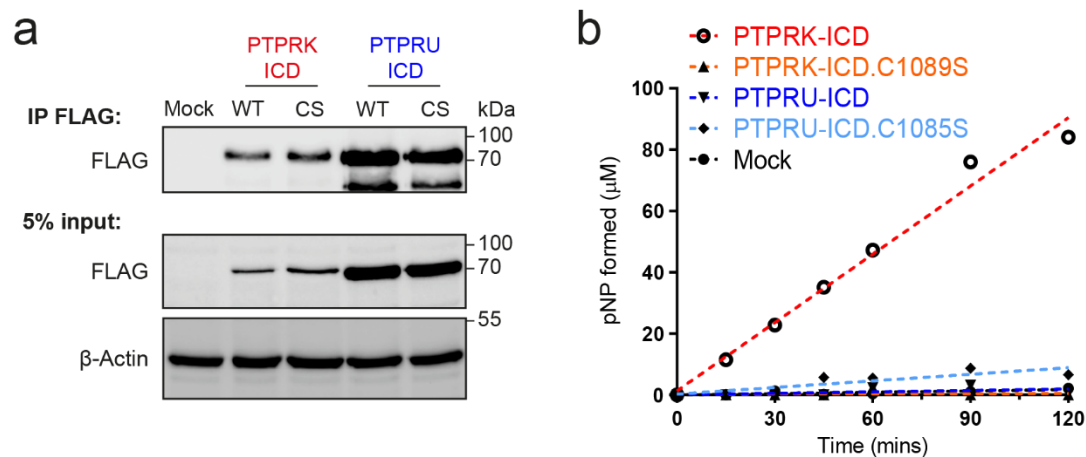 a
PTPRK
ICD
PTPRU
ICD
IP FLAG:
Mock
WT
CS
WT
CS
kDa
FLAG
100
70
5% input:
FLAG
100
70
55
β-Actin
b
PTPRK-ICD
PTPRK-ICD.C1089S
PTPRU-ICD
PTPRU-ICD.C1085S
Mock
pNP formed (μM)
100
80
60
40
20
0
0
30
60
90
120
Time (mins)